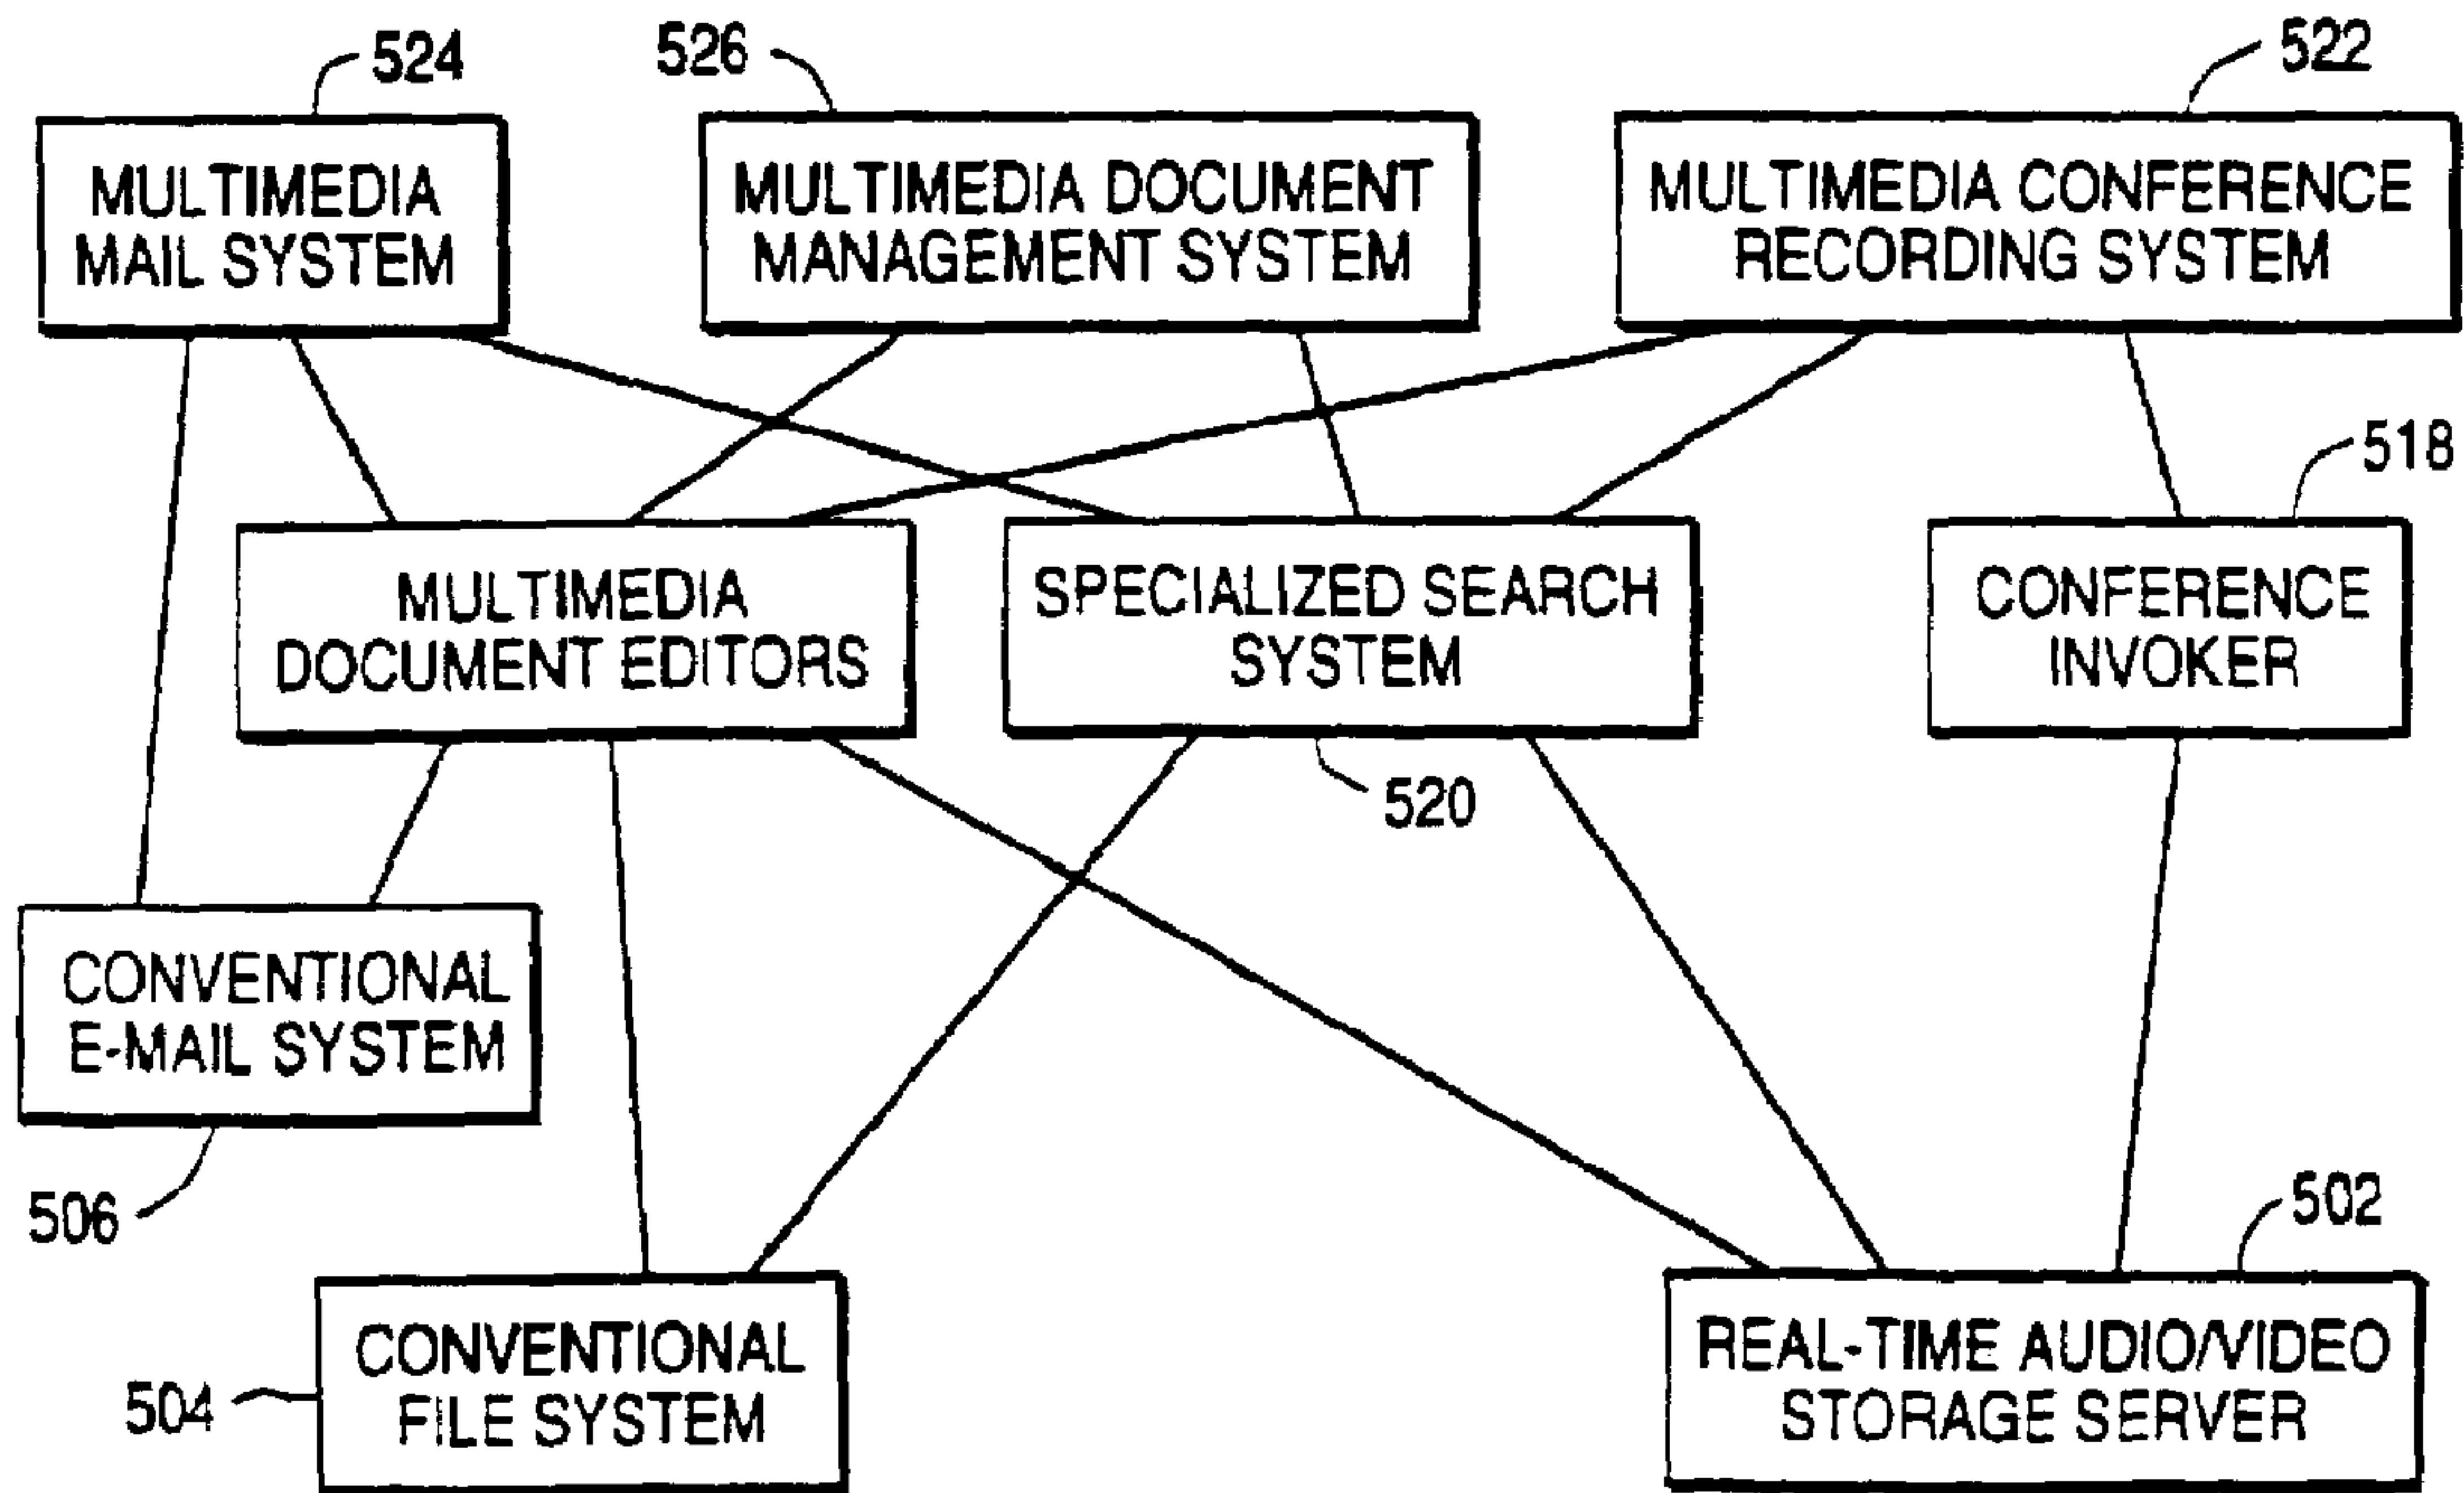 524
526
522
MULTIMEDIA
MAIL SYSTEM
MULTIMEDIA DOCUMENT
MANAGEMENT SYSTEM
MULTIMEDIA CONFERENCE
RECORDING SYSTEM
518
MULTIMEDIA
DOCUMENT EDITORS
SPECIALIZED SEARCH
SYSTEM
CONFERENCE
INVOKER
520
CONVENTIONAL
E-MAIL SYSTEM
506
502
CONVENTIONAL
FILE SYSTEM
504
REAL-TIME AUDIO/VIDEO
STORAGE SERVER